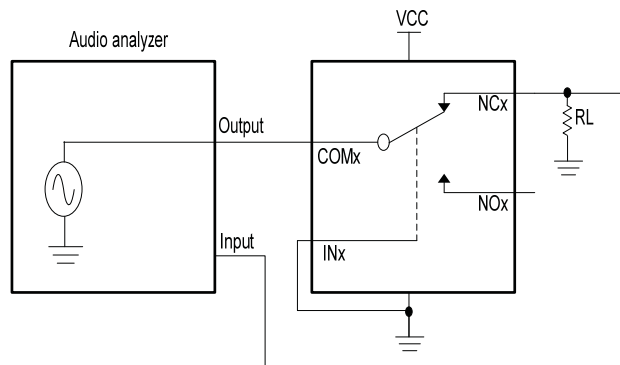 VCC
Audio analyzer
NCx
RL
Output
COMx
NOx
Input
INx